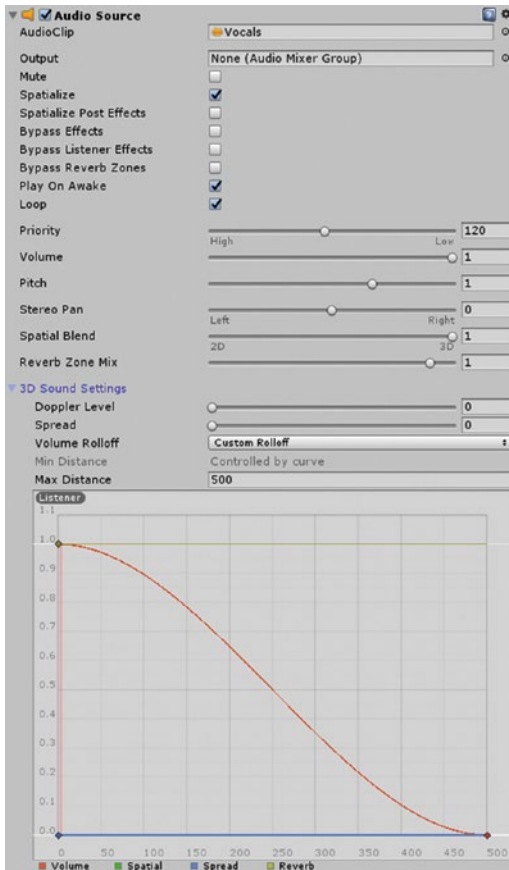 Audio Source
AudioClip Vocals
Output None (Audio Mixer Group)
Mute
Spatialize
Spatialize Post Effects
Bypass Effects
Bypass Listener Effects
Bypass Reverb Zones
Play On Awake
Loop
Priority 120
High Low
Volume 1
Pitch 1
Stereo Pan 0
Left Right
Spatial Blend 1
2D 3D
Reverb Zone Mix 1
3D Sound Settings
Doppler Level 0
Spread 0
Volume Rolloff Custom Rolloff
Min Distance Controlled by curve
Max Distance 500
Listener
1.1
1.0
0.9
0.8
0.7
0.6
0.5
0.4
0.3
0.2
0.1
0.0
0 50 100 150 200 250 300 350 400 450 500
Volume Spatial Spread Reverb